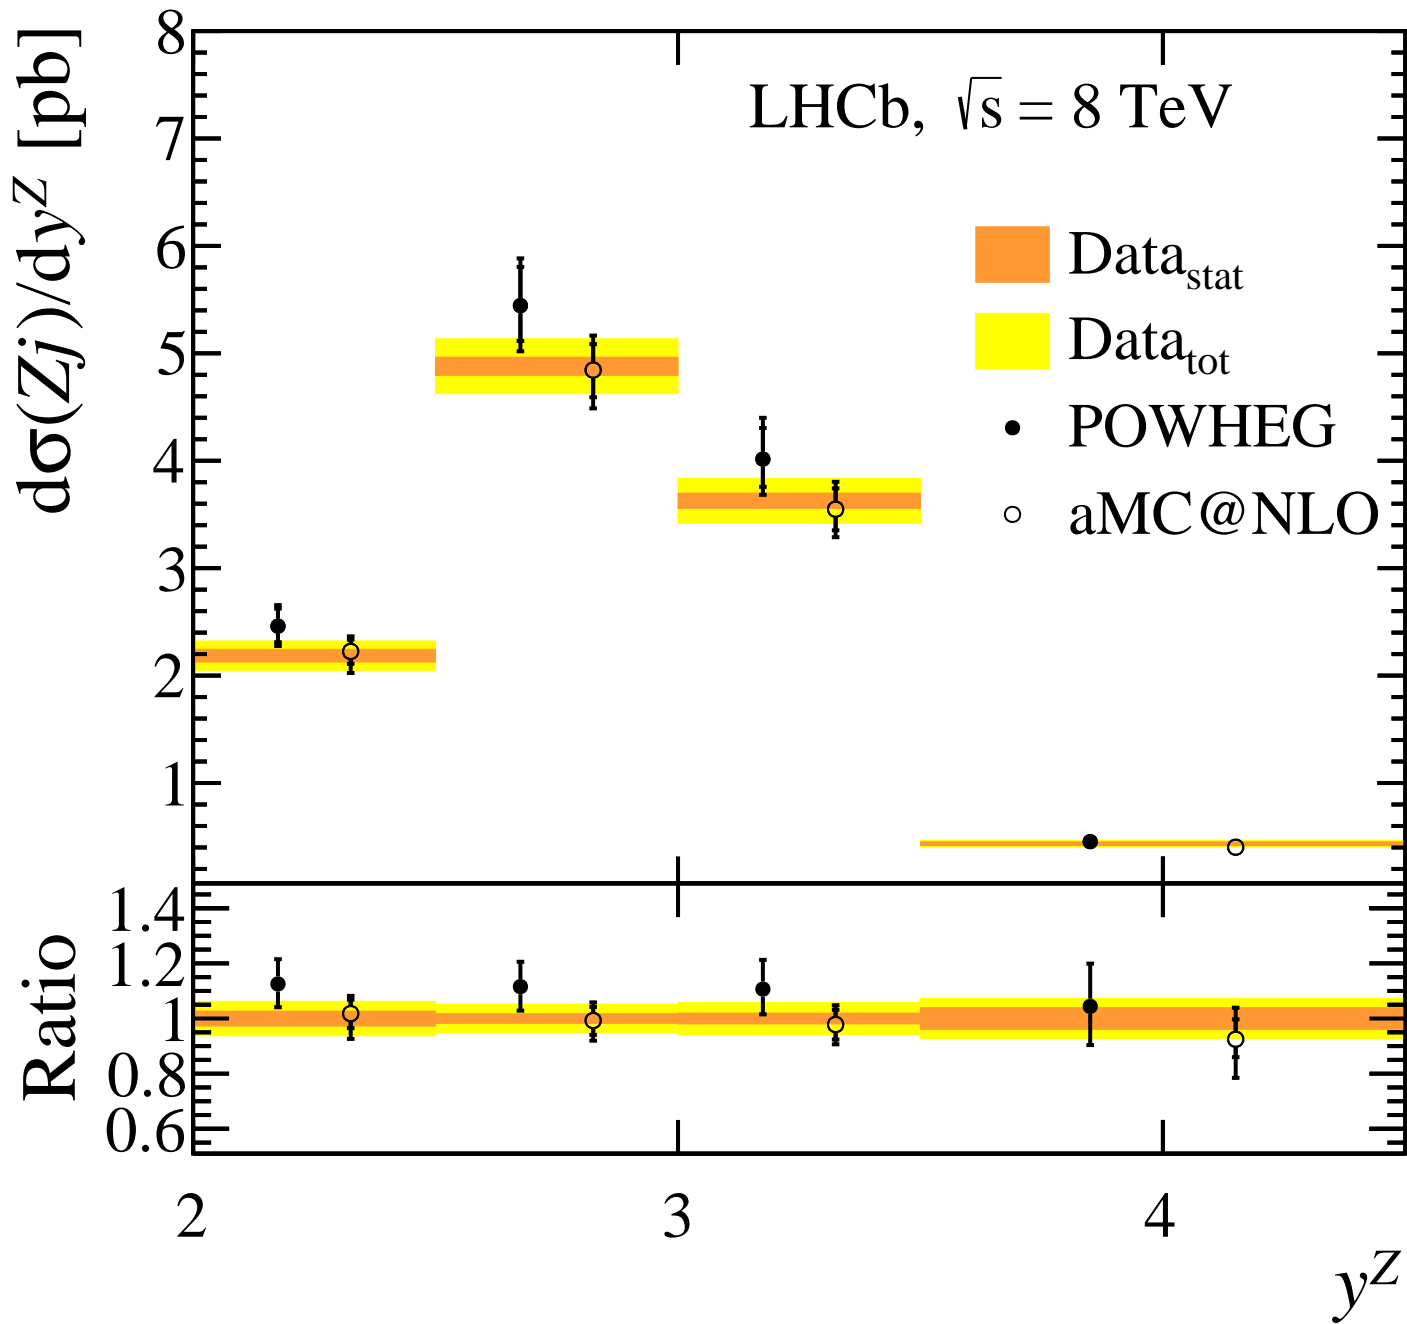 dσ(Zj)/dy^Z [pb]
8
7
6
5
4
3
2
1
LHCb, √s = 8 TeV
Data_stat
Data_tot
POWHEG
aMC@NLO
Ratio
1.4
1.2
1
0.8
0.6
2 3 4
y^Z